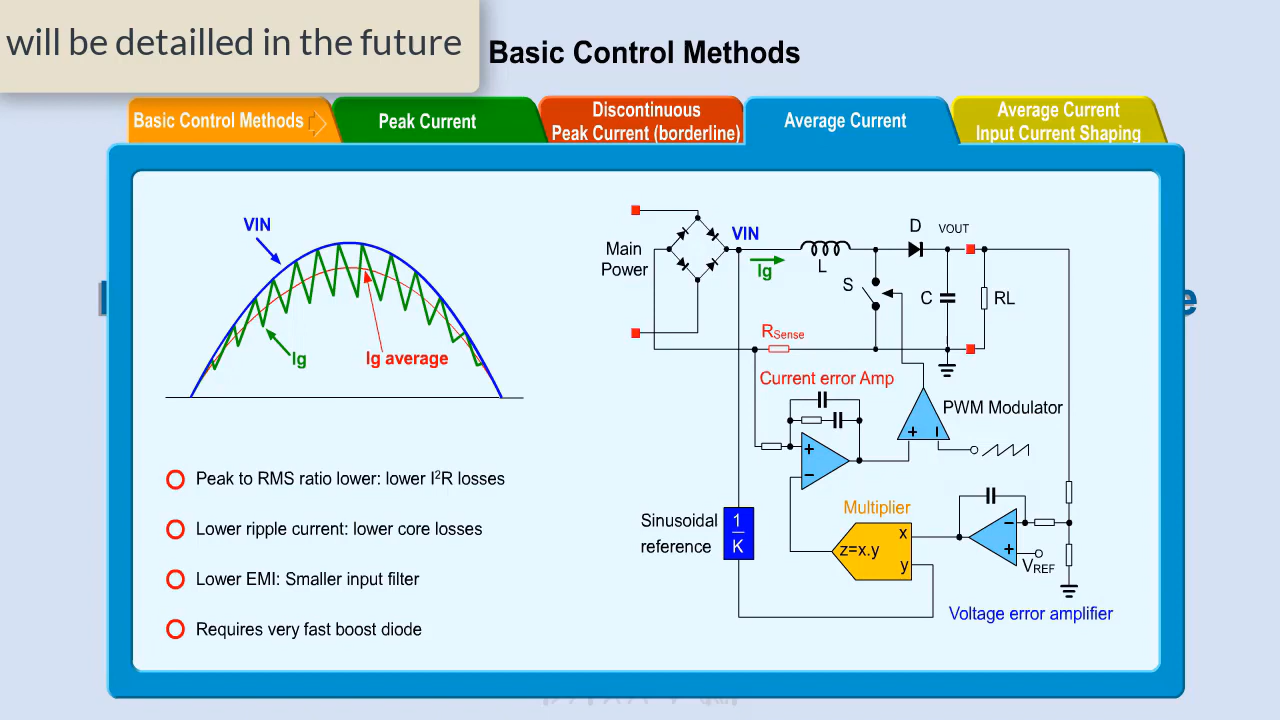 will be detailled in the future
Basic Control Methods
Basic Control Methods
Peak Current
Discontinuous
Peak Current (borderline)
Average Current
Average Current
Input Current Shaping
VIN
Ig
Ig average
Peak to RMS ratio lower: lower I²R losses
Lower ripple current: lower core losses
Lower EMI: Smaller input filter
Requires very fast boost diode
Main
Power
VIN
Ig
L
D
VOUT
S
C
RL
RSense
Current error Amp
PWM Modulator
+
−
+
−
Sinusoidal
reference
1
K
Multiplier
z=x.y
x
y
−
+
VREF
Voltage error amplifier